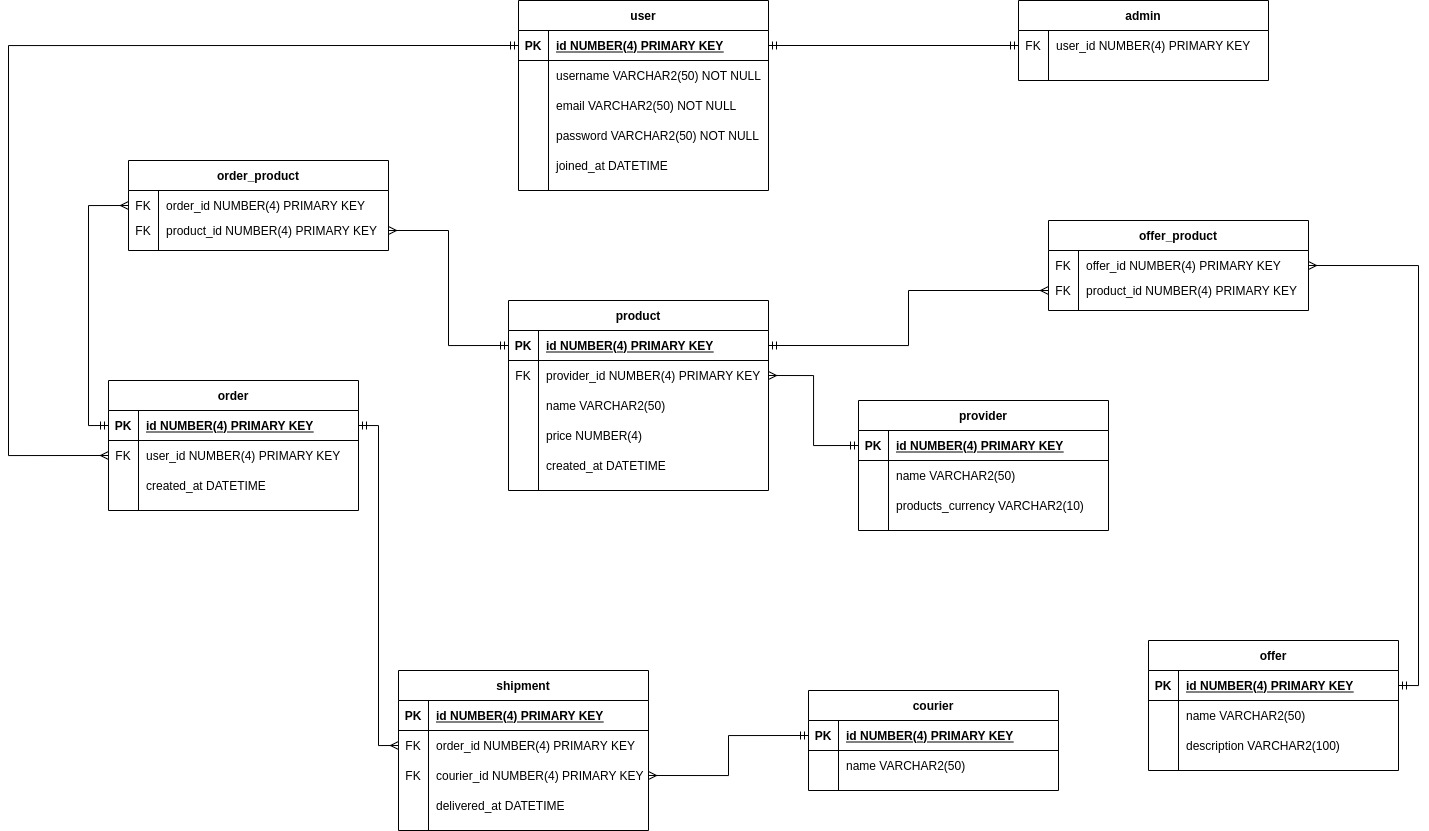 user
PK id NUMBER(4) PRIMARY KEY
username VARCHAR2(50) NOT NULL
email VARCHAR2(50) NOT NULL
password VARCHAR2(50) NOT NULL
joined_at DATETIME
admin
FK user_id NUMBER(4) PRIMARY KEY
order_product
FK order_id NUMBER(4) PRIMARY KEY
FK product_id NUMBER(4) PRIMARY KEY
offer_product
FK offer_id NUMBER(4) PRIMARY KEY
FK product_id NUMBER(4) PRIMARY KEY
product
PK id NUMBER(4) PRIMARY KEY
FK provider_id NUMBER(4) PRIMARY KEY
name VARCHAR2(50)
price NUMBER(4)
created_at DATETIME
order
PK id NUMBER(4) PRIMARY KEY
FK user_id NUMBER(4) PRIMARY KEY
created_at DATETIME
provider
PK id NUMBER(4) PRIMARY KEY
name VARCHAR2(50)
products_currency VARCHAR2(10)
offer
PK id NUMBER(4) PRIMARY KEY
name VARCHAR2(50)
description VARCHAR2(100)
shipment
PK id NUMBER(4) PRIMARY KEY
FK order_id NUMBER(4) PRIMARY KEY
FK courier_id NUMBER(4) PRIMARY KEY
delivered_at DATETIME
courier
PK id NUMBER(4) PRIMARY KEY
name VARCHAR2(50)